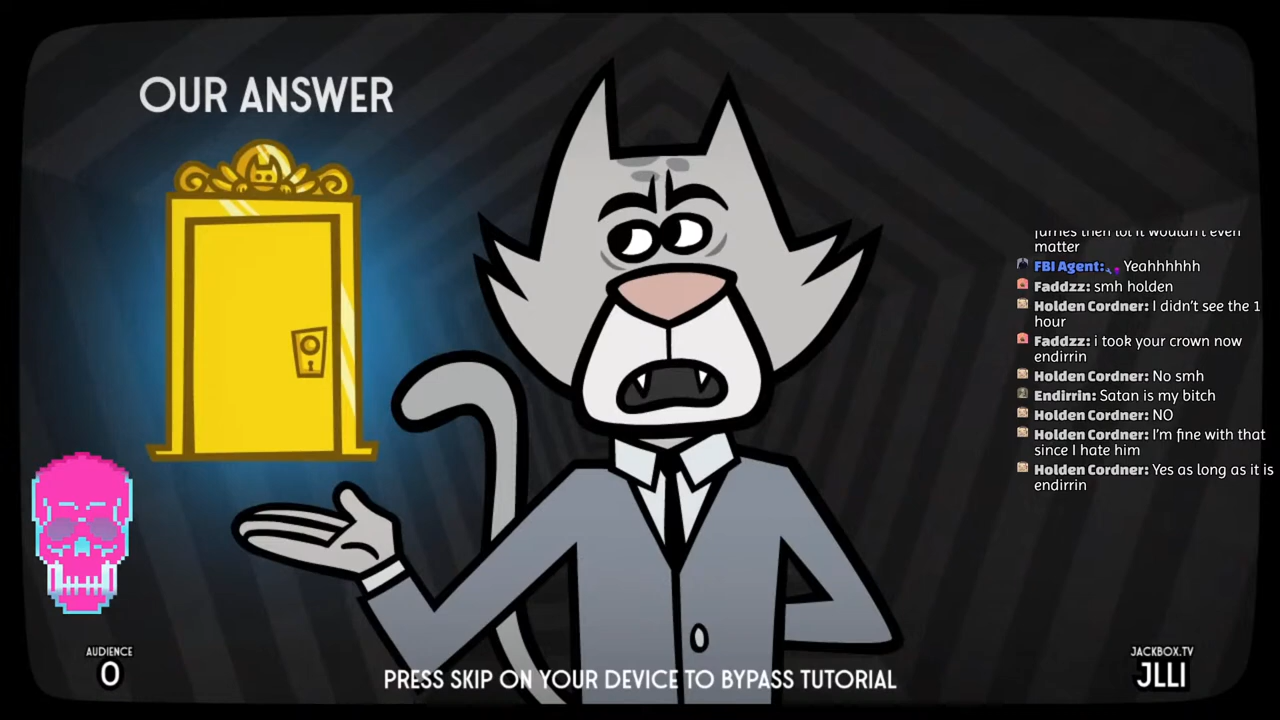 OUR ANSWER
matter
FBI Agent: Yeahhhhhh
Faddzz: smh holden
Holden Cordner: I didn't see the 1
hour
Faddzz: i took your crown now
endirrin
Holden Cordner: No smh
Endirrin: Satan is my bitch
Holden Cordner: NO
Holden Cordner: I'm fine with that
since I hate him
Holden Cordner: Yes as long as it is
endirrin
AUDIENCE
0
PRESS SKIP ON YOUR DEVICE TO BYPASS TUTORIAL
JACKBOX.TV
JLLI